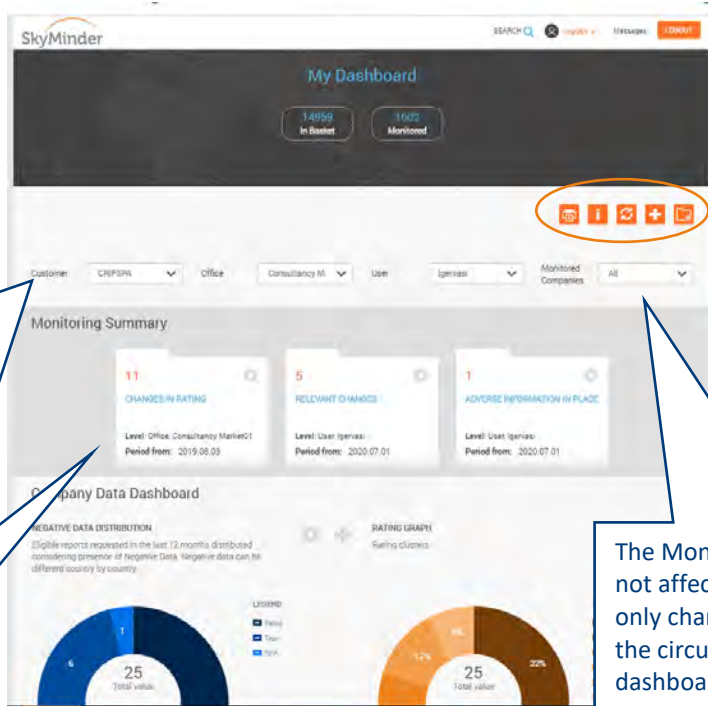 SkyMinder
SEARCH
Messages
LOGOUT
My Dashboard
14959
In Basket
1602
Monitored
Customer
CRIFSPA
Office
Consultancy M
User
Igervasi
Monitored
Companies
All
Monitoring Summary
11
CHANGES IN RATING
Level: Office, Consultancy Market01
Period from: 2019.08.03
5
RELEVANT CHANGES
Level: User Igervasi
Period from: 2020.07.01
1
ADVERSE INFORMATION IN PLACE
Level: User Igervasi
Period from: 2020.07.01
pany Data Dashboard
NEGATIVE DATA DISTRIBUTION
Eligible reports requested in the last 12 months distributed
considering presence of Negative Data. Negative data can be
different country by country.
LEGEND
RATING GRAPH
Rating clusters
1
6
25
Total value
12%
22%
25
Total value
The Mon
not affec
only chan
the circu
dashboa